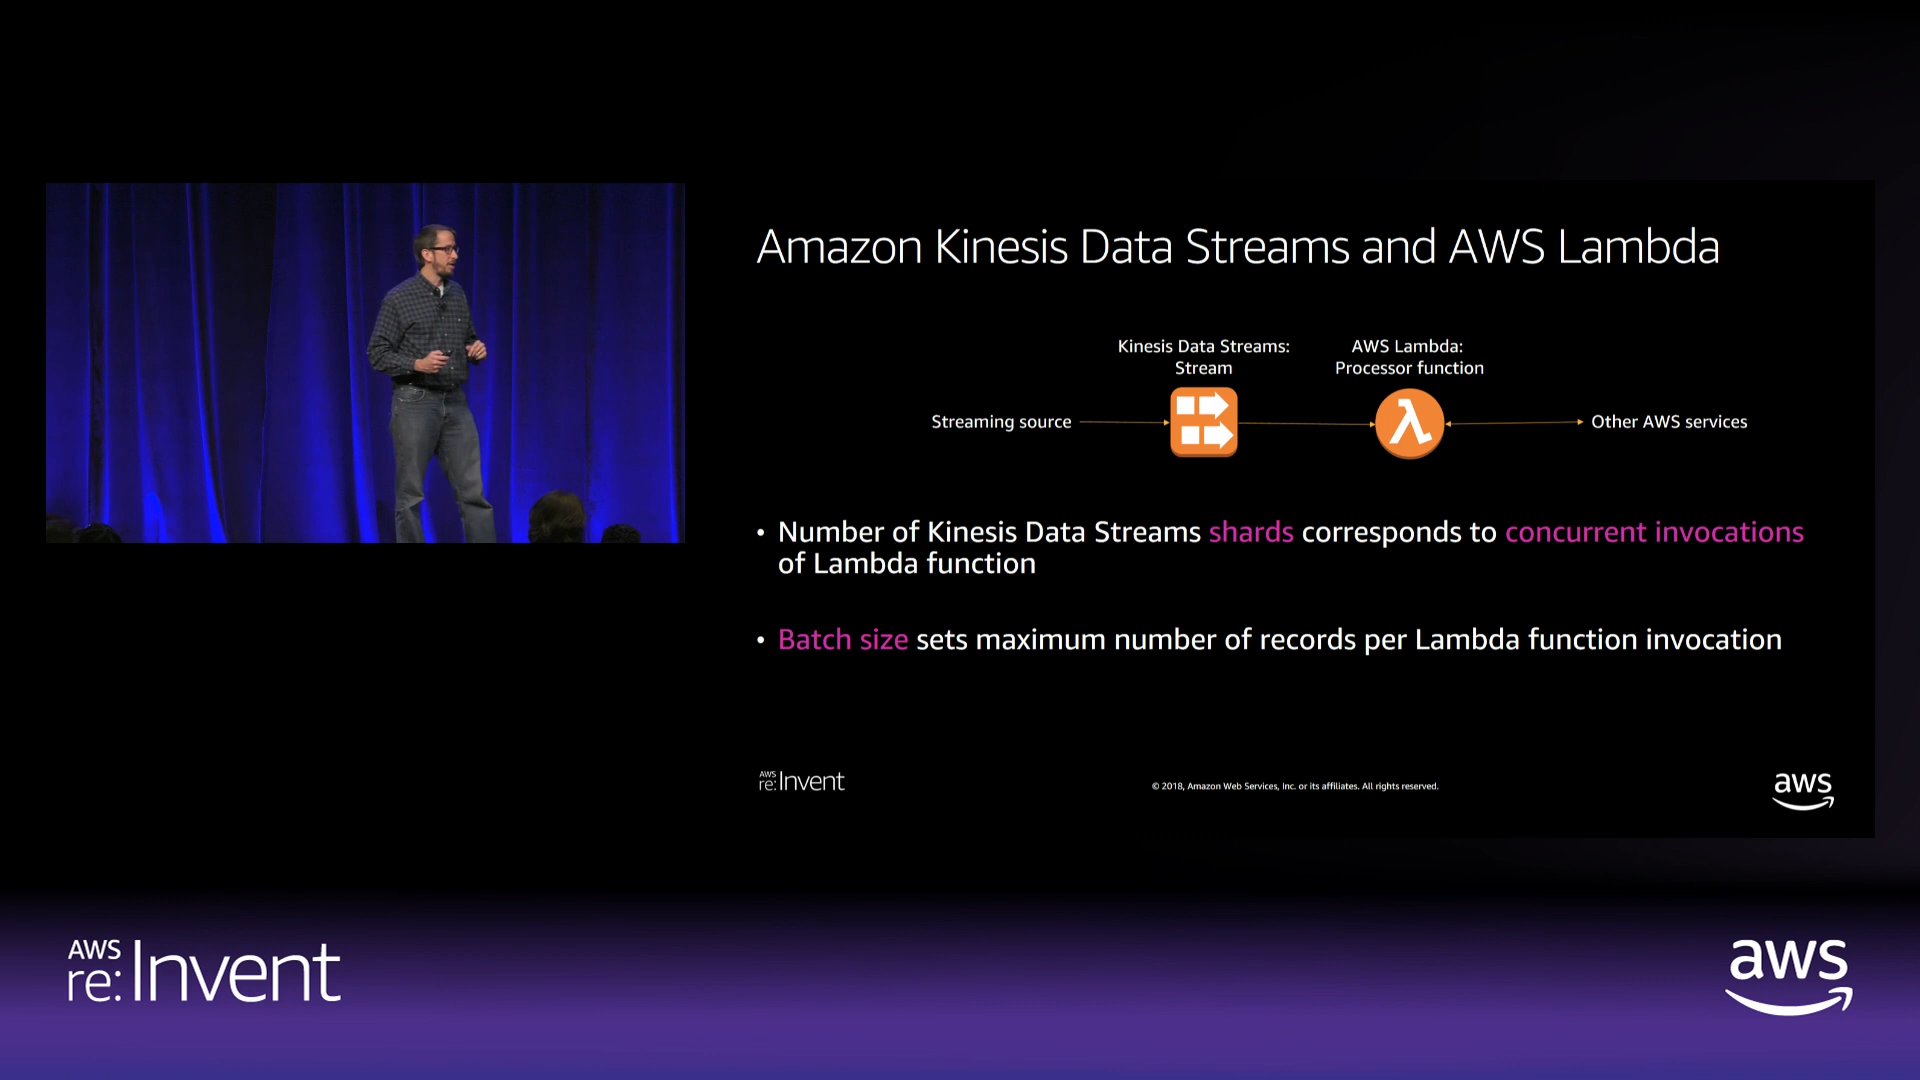 Amazon Kinesis Data Streams and AWS Lambda
Kinesis Data Streams:
Stream
AWS Lambda:
Processor function
Streaming source
Other AWS services
• Number of Kinesis Data Streams shards corresponds to concurrent invocations
of Lambda function
• Batch size sets maximum number of records per Lambda function invocation
AWS
re:Invent
© 2018, Amazon Web Services, Inc. or its affiliates. All rights reserved.
aws
AWS
re:Invent
aws